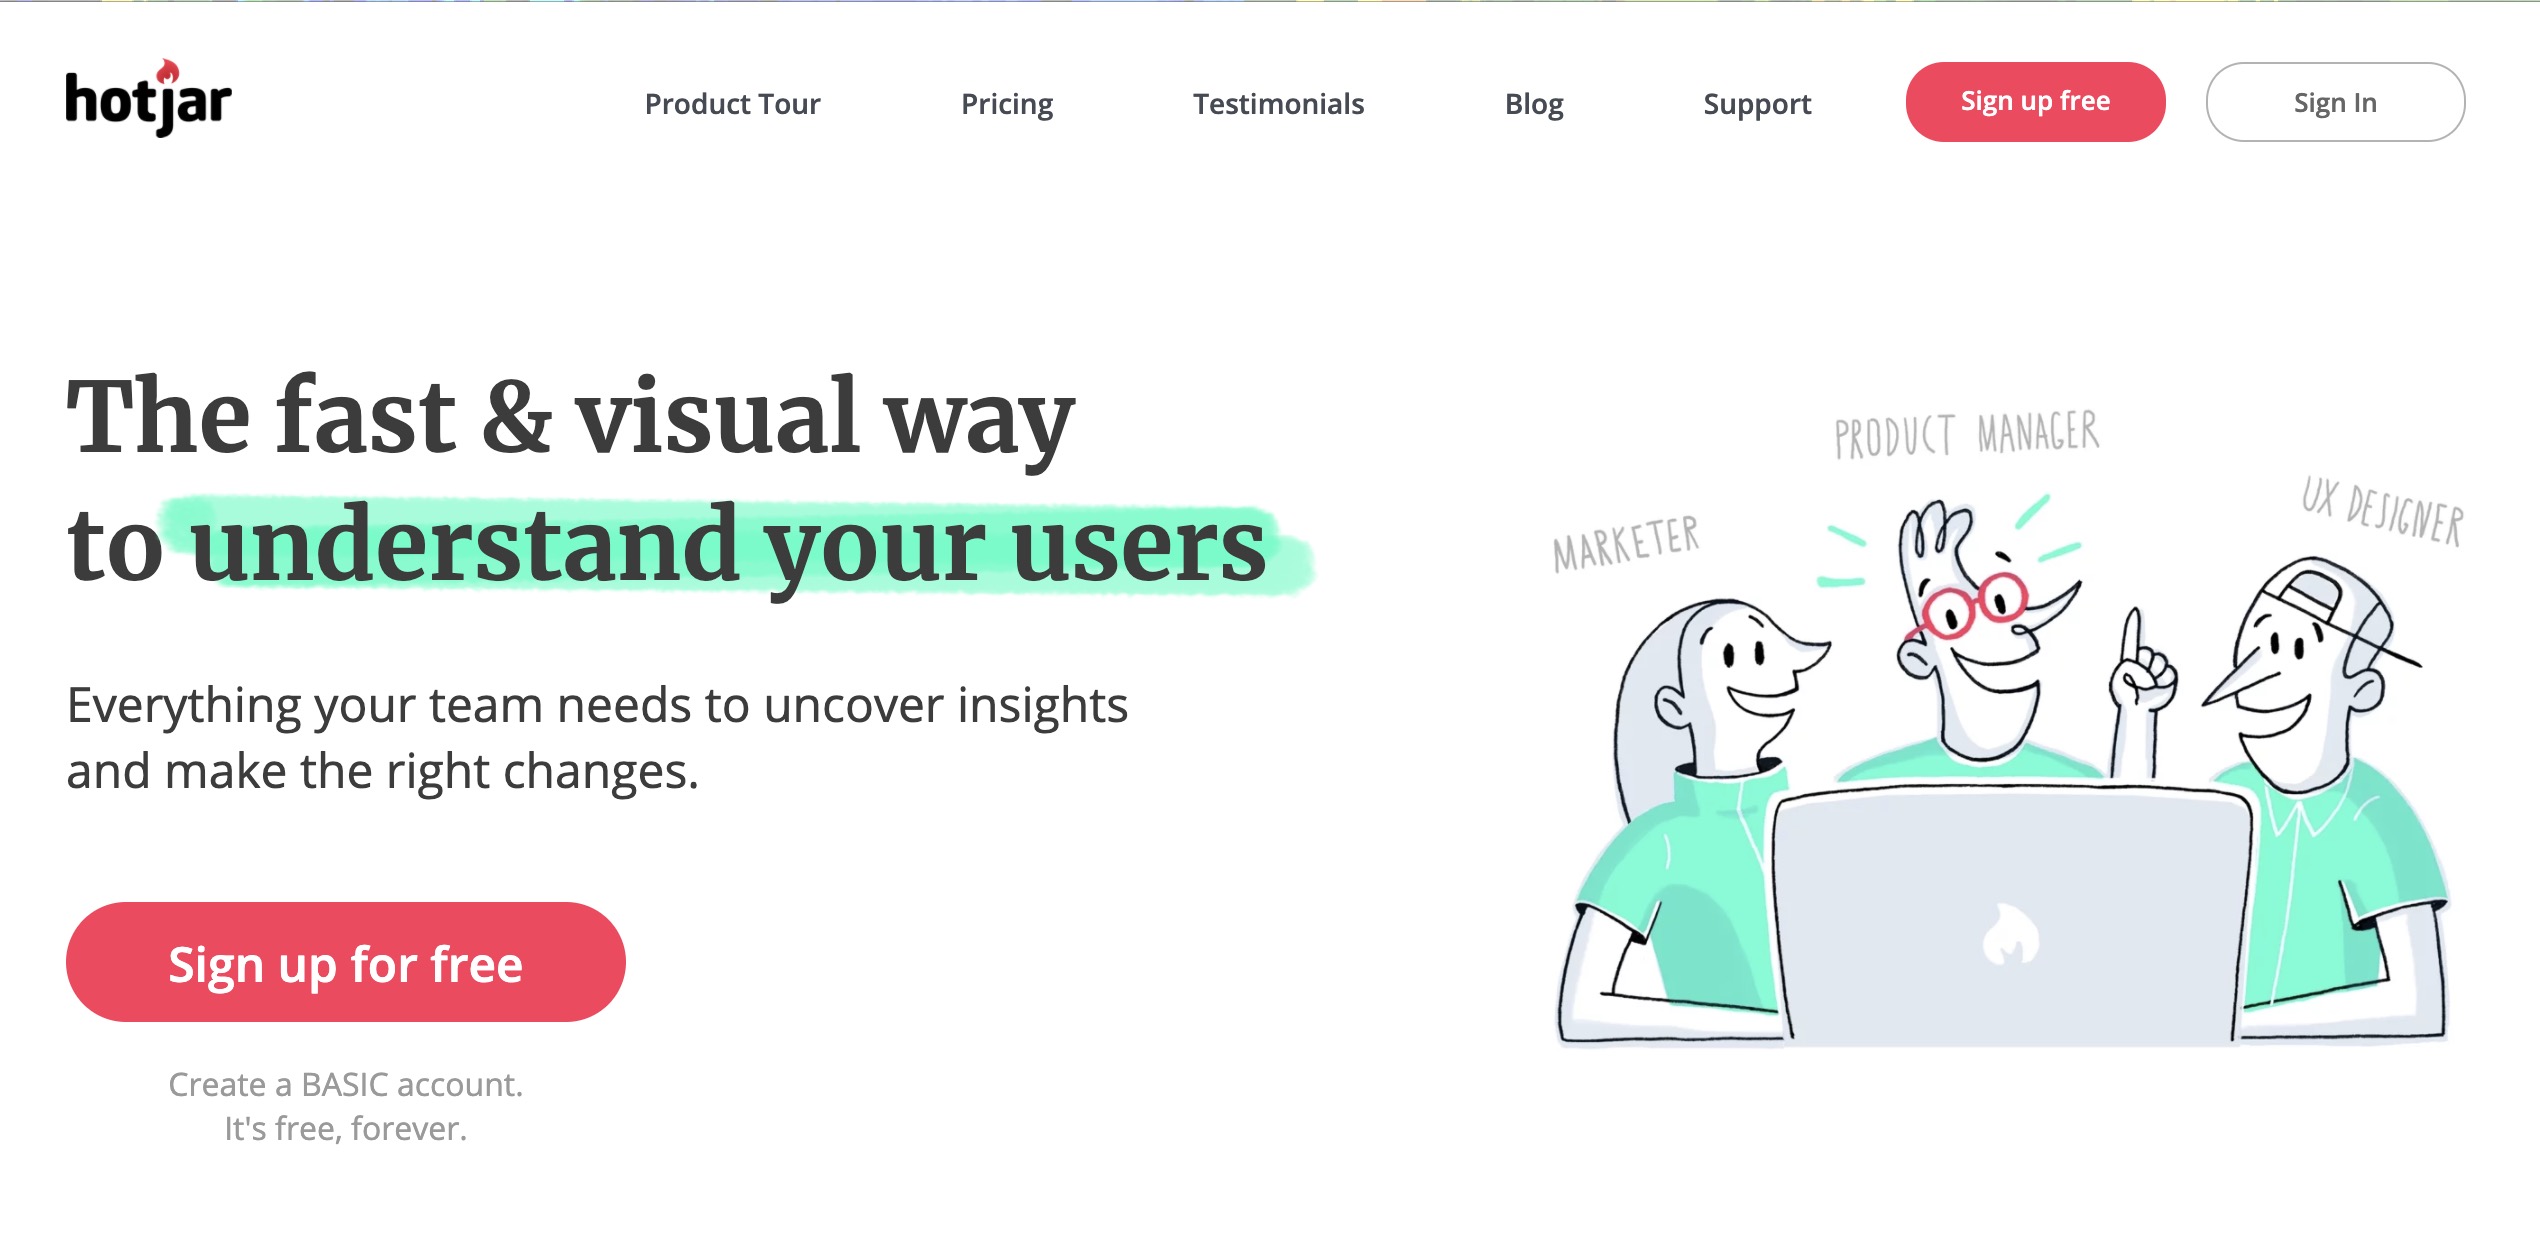 hotjar
Product Tour
Pricing
Testimonials
Blog
Support
Sign up free
Sign In
The fast & visual way
to understand your users
Everything your team needs to uncover insights
and make the right changes.
Sign up for free
Create a BASIC account.
It's free, forever.
MARKETER
PRODUCT MANAGER
UX DESIGNER